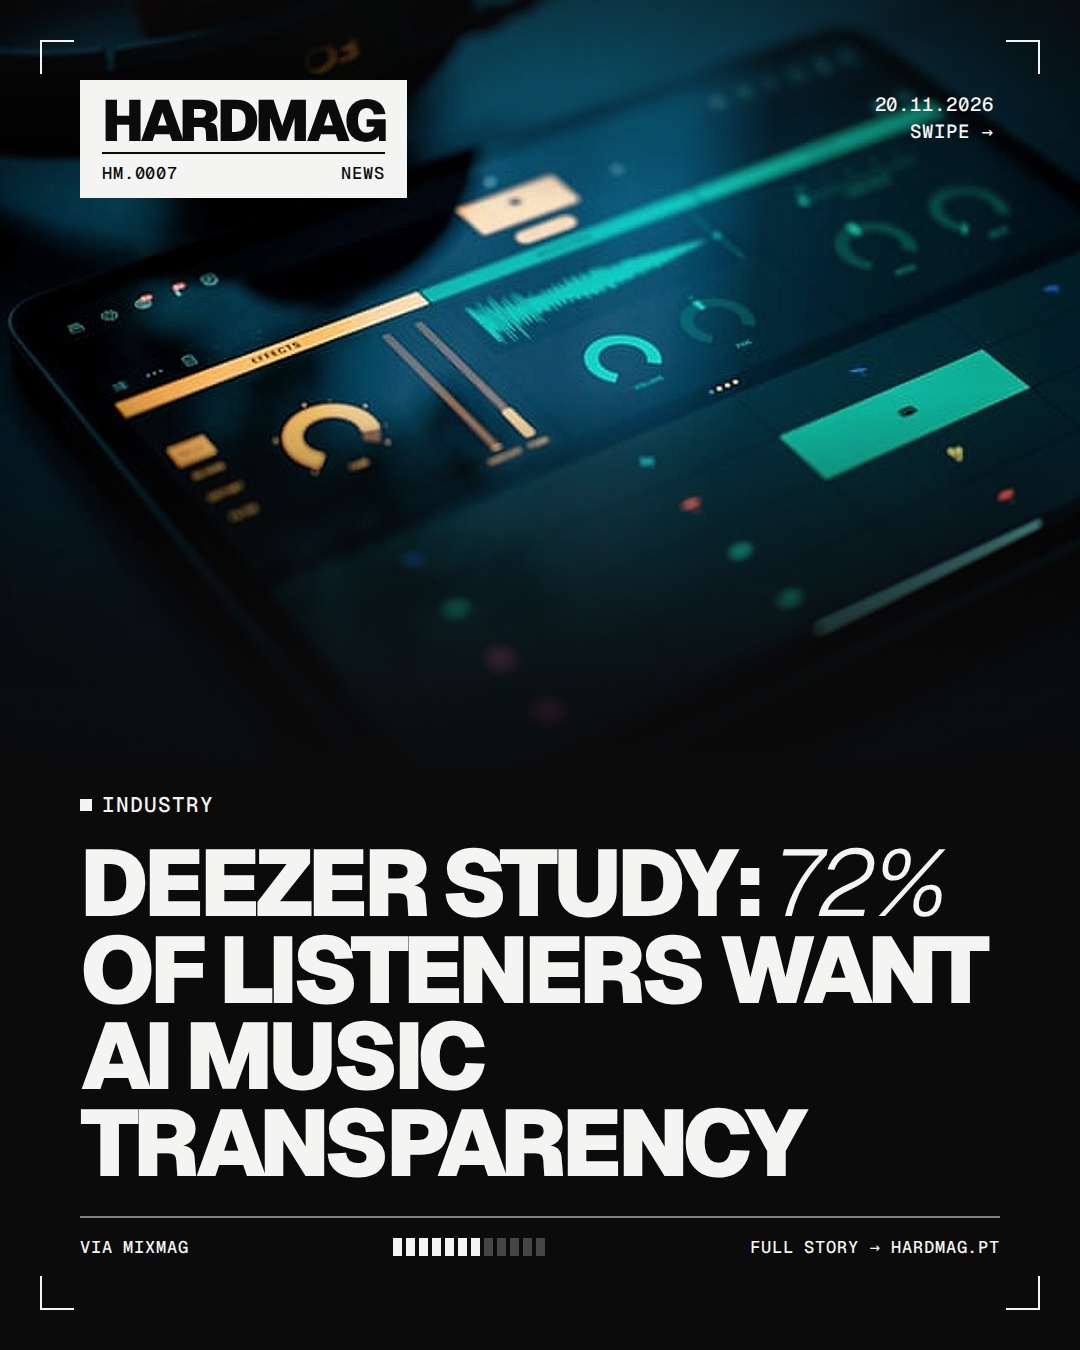 HARDMAG
HM.0007 NEWS
20.11.2026
SWIPE →
EFFECTS
INDUSTRY
DEEZER STUDY: 72%
OF LISTENERS WANT
AI MUSIC
TRANSPARENCY
VIA MIXMAG
FULL STORY → HARDMAG.PT